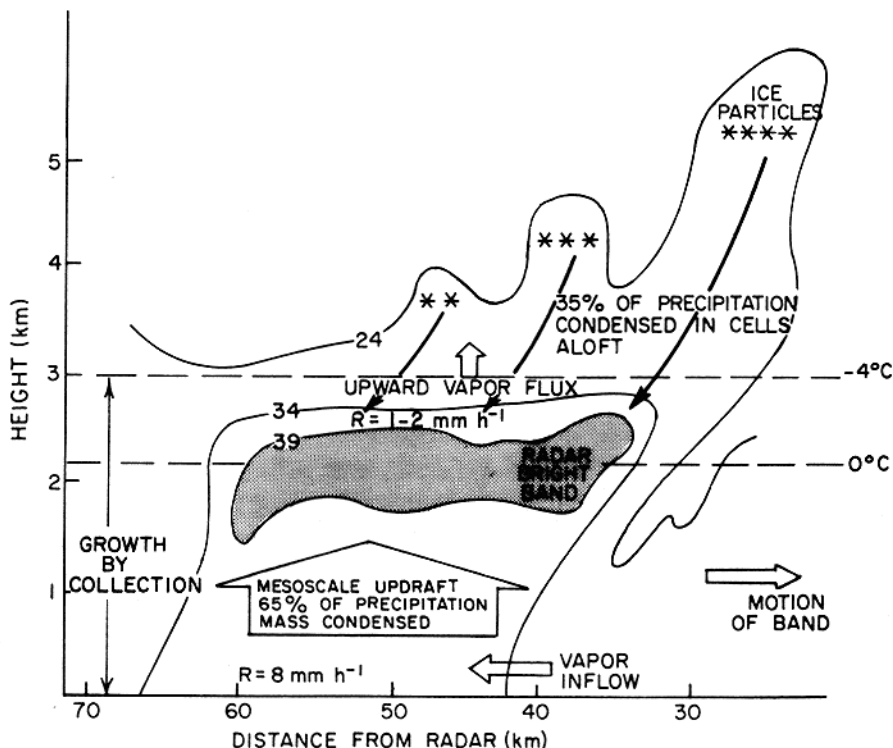 ICE
PARTICLES
****
5
***
4
**
35% OF PRECIPITATION
CONDENSED IN CELLS
ALOFT
24
3
-4°C
UPWARD VAPOR FLUX
34
R = 1-2 mm h⁻¹
39
RADAR
BRIGHT
BAND
0°C
2
HEIGHT (km)
GROWTH
BY
COLLECTION
1
MESOSCALE UPDRAFT
65% OF PRECIPITATION
MASS CONDENSED
MOTION
OF BAND
R = 8 mm h⁻¹
VAPOR
INFLOW
70
60
50
40
30
DISTANCE FROM RADAR (km)